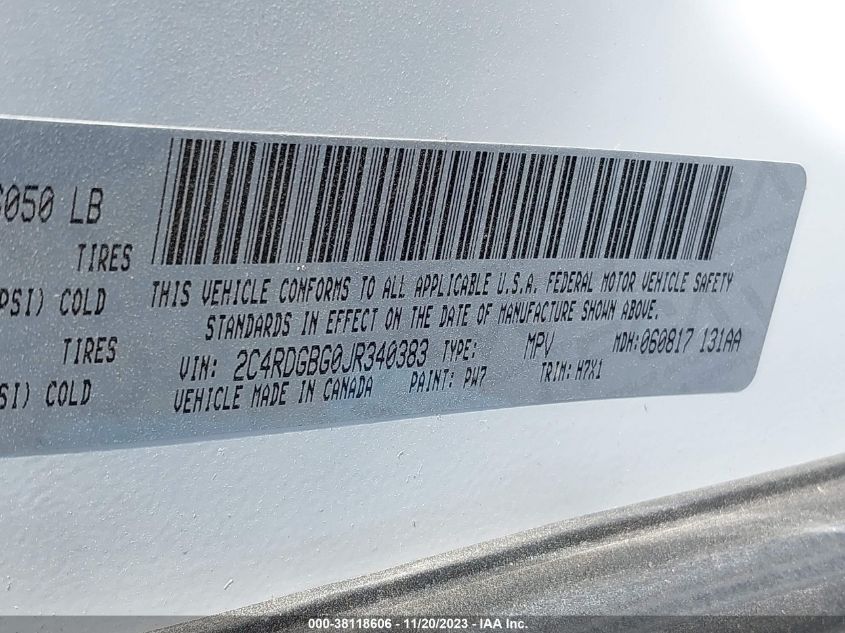 6050 LB
TIRES
PSI) COLD
TIRES
SI) COLD
THIS VEHICLE CONFORMS TO ALL APPLICABLE U.S.A. FEDERAL MOTOR VEHICLE SAFETY
STANDARDS IN EFFECT ON THE DATE OF MANUFACTURE SHOWN ABOVE.
VIN: 2C4RDGBG0JR340383 TYPE: MPV MDH:060817 131AA
VEHICLE MADE IN CANADA PAINT: PW7 TRIM: H7X1
000-38118606 - 11/20/2023 - IAA Inc.